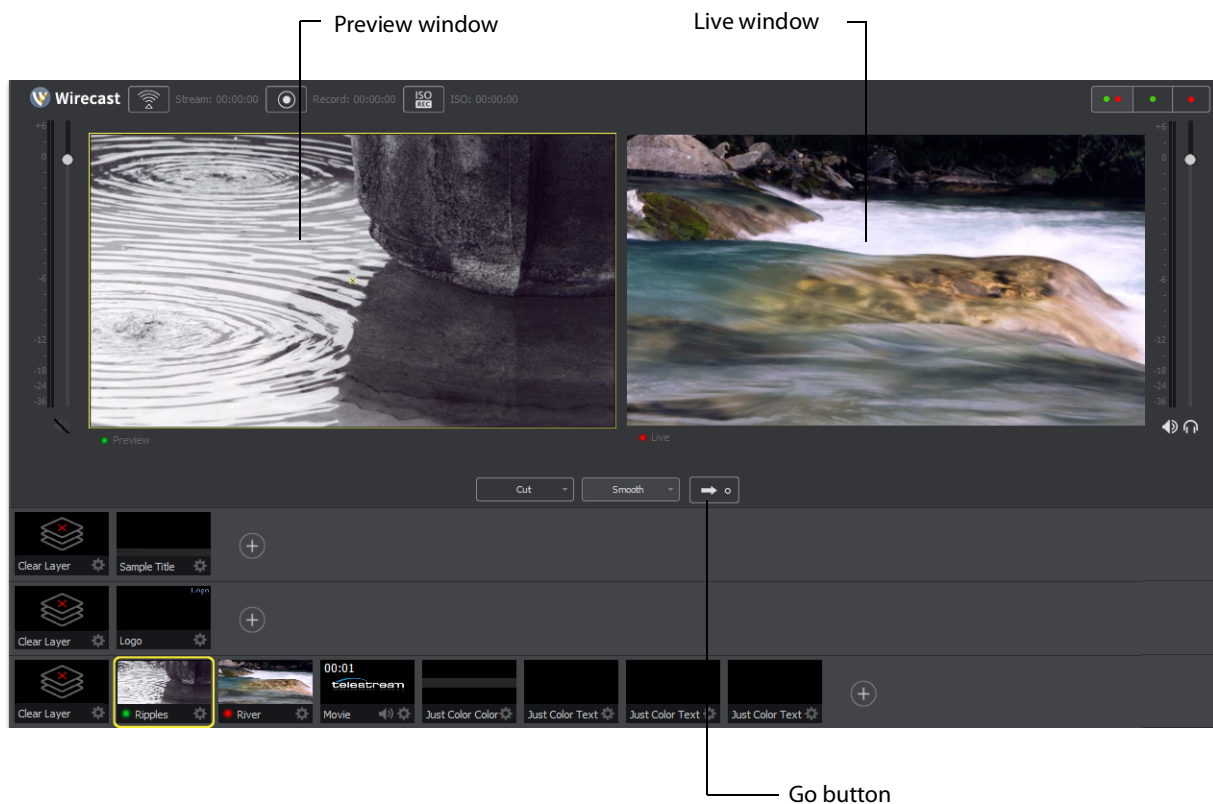 Preview window
Live window
Wirecast
Stream: 00:00:00
Record: 00:00:00
ISO REC
ISO: 00:00:00
+6
0
-6
-12
-18
-24
-36
+6
0
-6
-12
-18
-24
-36
Preview
Live
Cut
Smooth
Clear Layer
Sample Title
Logo
Clear Layer
Logo
00:01
telestream
Clear Layer
Ripples
River
Movie
Just Color Color
Just Color Text
Just Color Text
Just Color Text
Go button